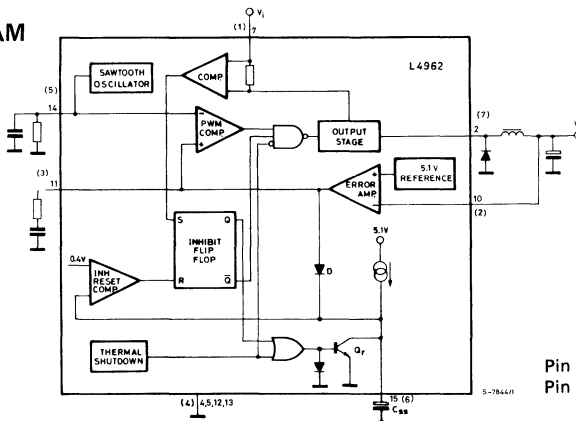 AM
(1)
Vi
7
L4962
SAWTOOTH
OSCILLATOR
COMP.
(5)
14
PWM
COMP.
OUTPUT
STAGE
(7)
2
(3)
11
ERROR
AMP.
5.1 V
REFERENCE
10
(2)
5.1V
S
Q
INHIBIT
FLIP
FLOP
R
Q̅
0.4V
INH
RESET
COMP.
D
THERMAL
SHUTDOWN
Qr
Pin
Pin
S-7844/1
(4)
4,5,12,13
15 (6)
Css